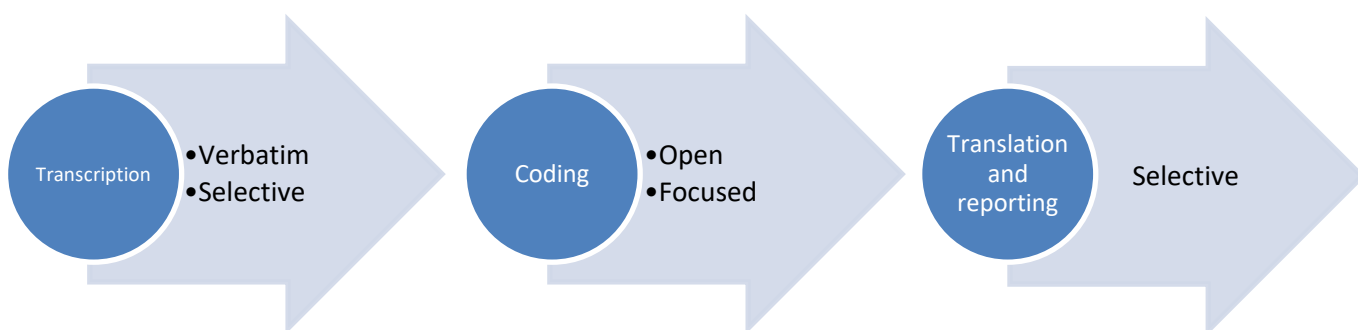 Transcription
•Verbatim
•Selective
Coding
•Open
•Focused
Translation
and
reporting
Selective